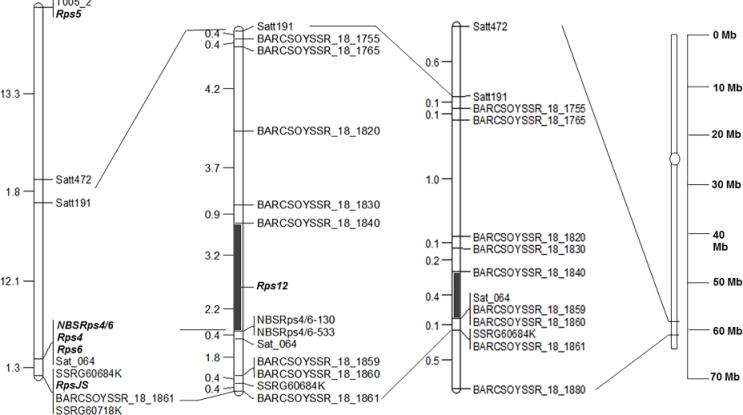 T005_2
Rps5
13.3
Satt472
1.8
Satt191
12.1
NBSRps4/6
Rps4
Rps6
Sat_064
1.3
SSRG60684K
RpsJS
BARCSOYSSR_18_1861
SSRG60718K
Satt191
0.4
BARCSOYSSR_18_1755
0.4
BARCSOYSSR_18_1765
4.2
BARCSOYSSR_18_1820
3.7
BARCSOYSSR_18_1830
0.9
BARCSOYSSR_18_1840
3.2
Rps12
2.2
NBSRps4/6-130
NBSRps4/6-533
0.4
Sat_064
1.8
BARCSOYSSR_18_1859
BARCSOYSSR_18_1860
0.4
SSRG60684K
0.4
BARCSOYSSR_18_1861
Satt472
0.6
Satt191
0.1
BARCSOYSSR_18_1755
0.1
BARCSOYSSR_18_1765
1.0
BARCSOYSSR_18_1820
0.1
BARCSOYSSR_18_1830
0.2
BARCSOYSSR_18_1840
0.4
Sat_064
BARCSOYSSR_18_1859
BARCSOYSSR_18_1860
0.1
SSRG60684K
BARCSOYSSR_18_1861
0.5
BARCSOYSSR_18_1880
0 Mb
10 Mb
20 Mb
30 Mb
40
Mb
50 Mb
60 Mb
70 Mb